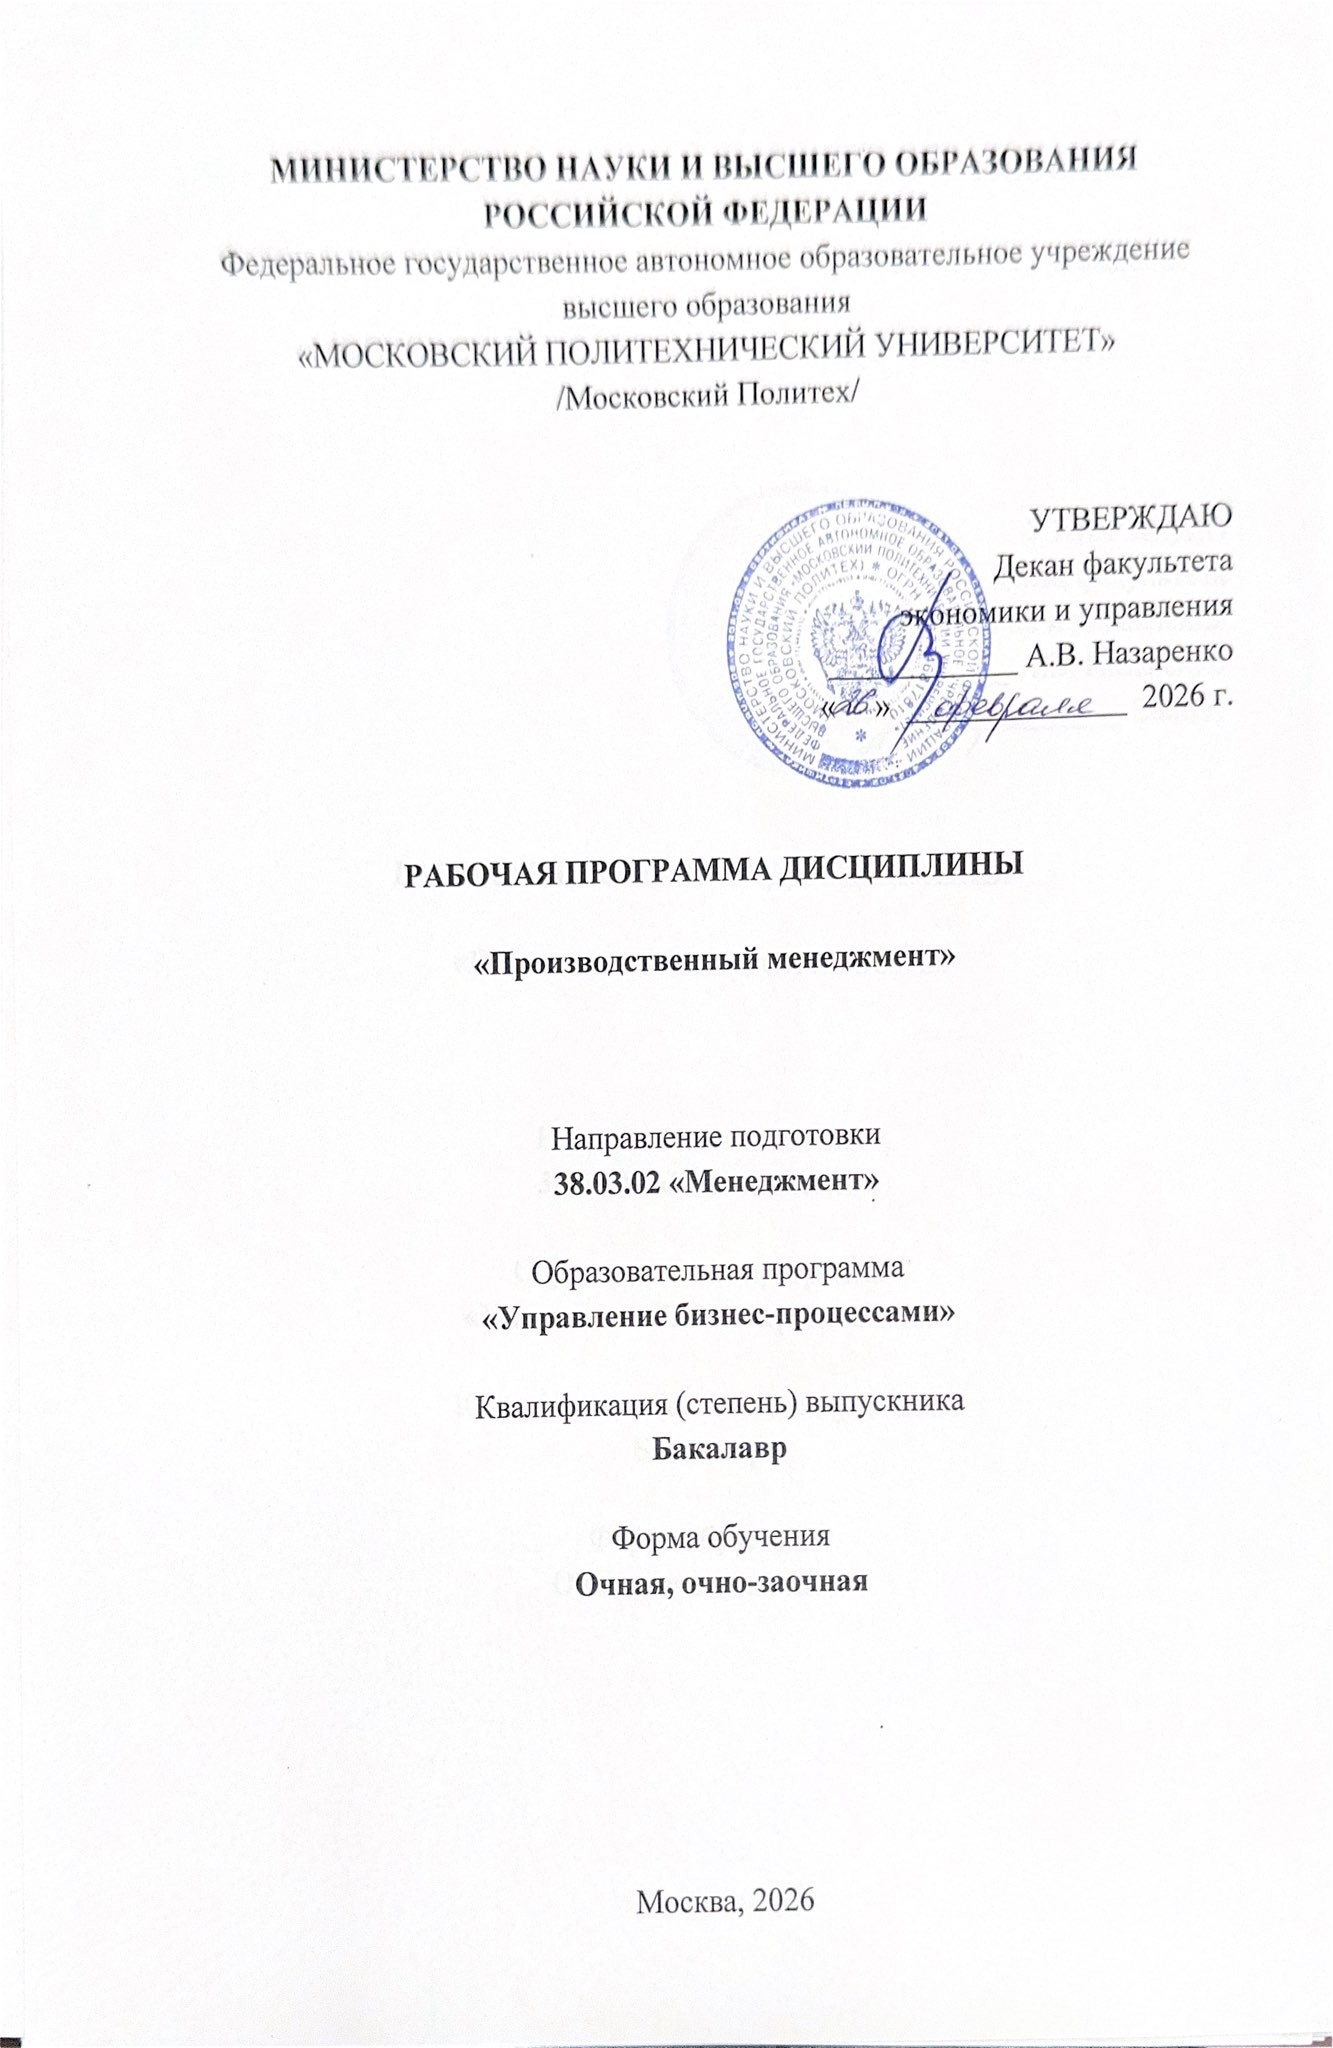 МИНИСТЕРСТВО НАУКИ И ВЫСШЕГО ОБРАЗОВАНИЯ
РОССИЙСКОЙ ФЕДЕРАЦИИ
Федеральное государственное автономное образовательное учреждение
высшего образования
«МОСКОВСКИЙ ПОЛИТЕХНИЧЕСКИЙ УНИВЕРСИТЕТ»
/Московский Политех/
УТВЕРЖДАЮ
Декан факультета
экономики и управления
А.В. Назаренко
« » февраля 2026 г.
РАБОЧАЯ ПРОГРАММА ДИСЦИПЛИНЫ
«Производственный менеджмент»
Направление подготовки
38.03.02 «Менеджмент»
Образовательная программа
«Управление бизнес-процессами»
Квалификация (степень) выпускника
Бакалавр
Форма обучения
Очная, очно-заочная
Москва, 2026